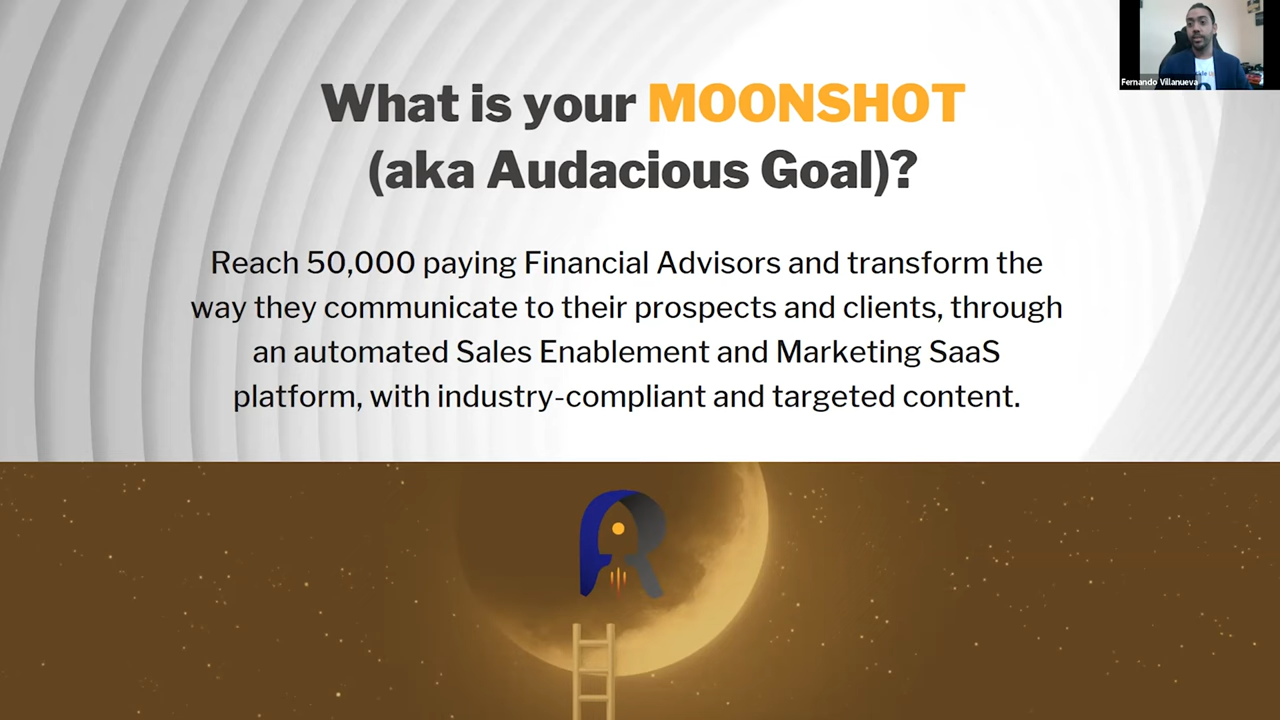 What is your MOONSHOT
(aka Audacious Goal)?
Reach 50,000 paying Financial Advisors and transform the
way they communicate to their prospects and clients, through
an automated Sales Enablement and Marketing SaaS
platform, with industry-compliant and targeted content.
Fernando Villanueva